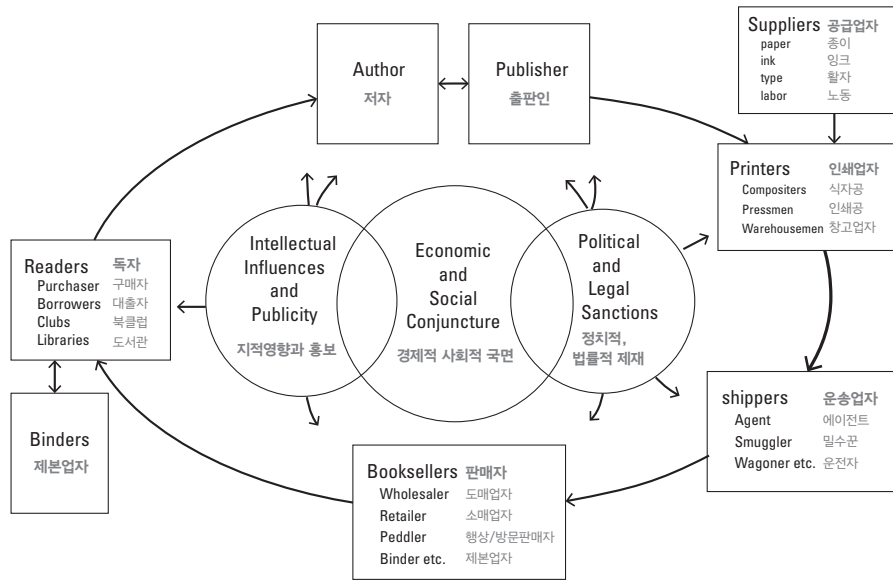 Suppliers 공급업자
paper 종이
ink 잉크
type 활자
labor 노동
Author
저자
Publisher
출판인
Printers 인쇄업자
Compositers 식자공
Pressmen 인쇄공
Warehousemen 창고업자
Intellectual
Influences
and
Publicity
지적영향과 홍보
Economic
and
Social
Conjuncture
경제적 사회적 국면
Political
and
Legal
Sanctions
정치적,
법률적 제재
Readers 독자
Purchaser 구매자
Borrowers 대출자
Clubs 북클럽
Libraries 도서관
Binders
제본업자
shippers 운송업자
Agent 에이전트
Smuggler 밀수꾼
Wagoner etc. 운전자
Booksellers 판매자
Wholesaler 도매업자
Retailer 소매업자
Peddler 행상/방문판매자
Binder etc. 제본업자